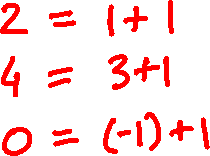 2 = 1 + 1
4 = 3 + 1
0 = (-1) + 1